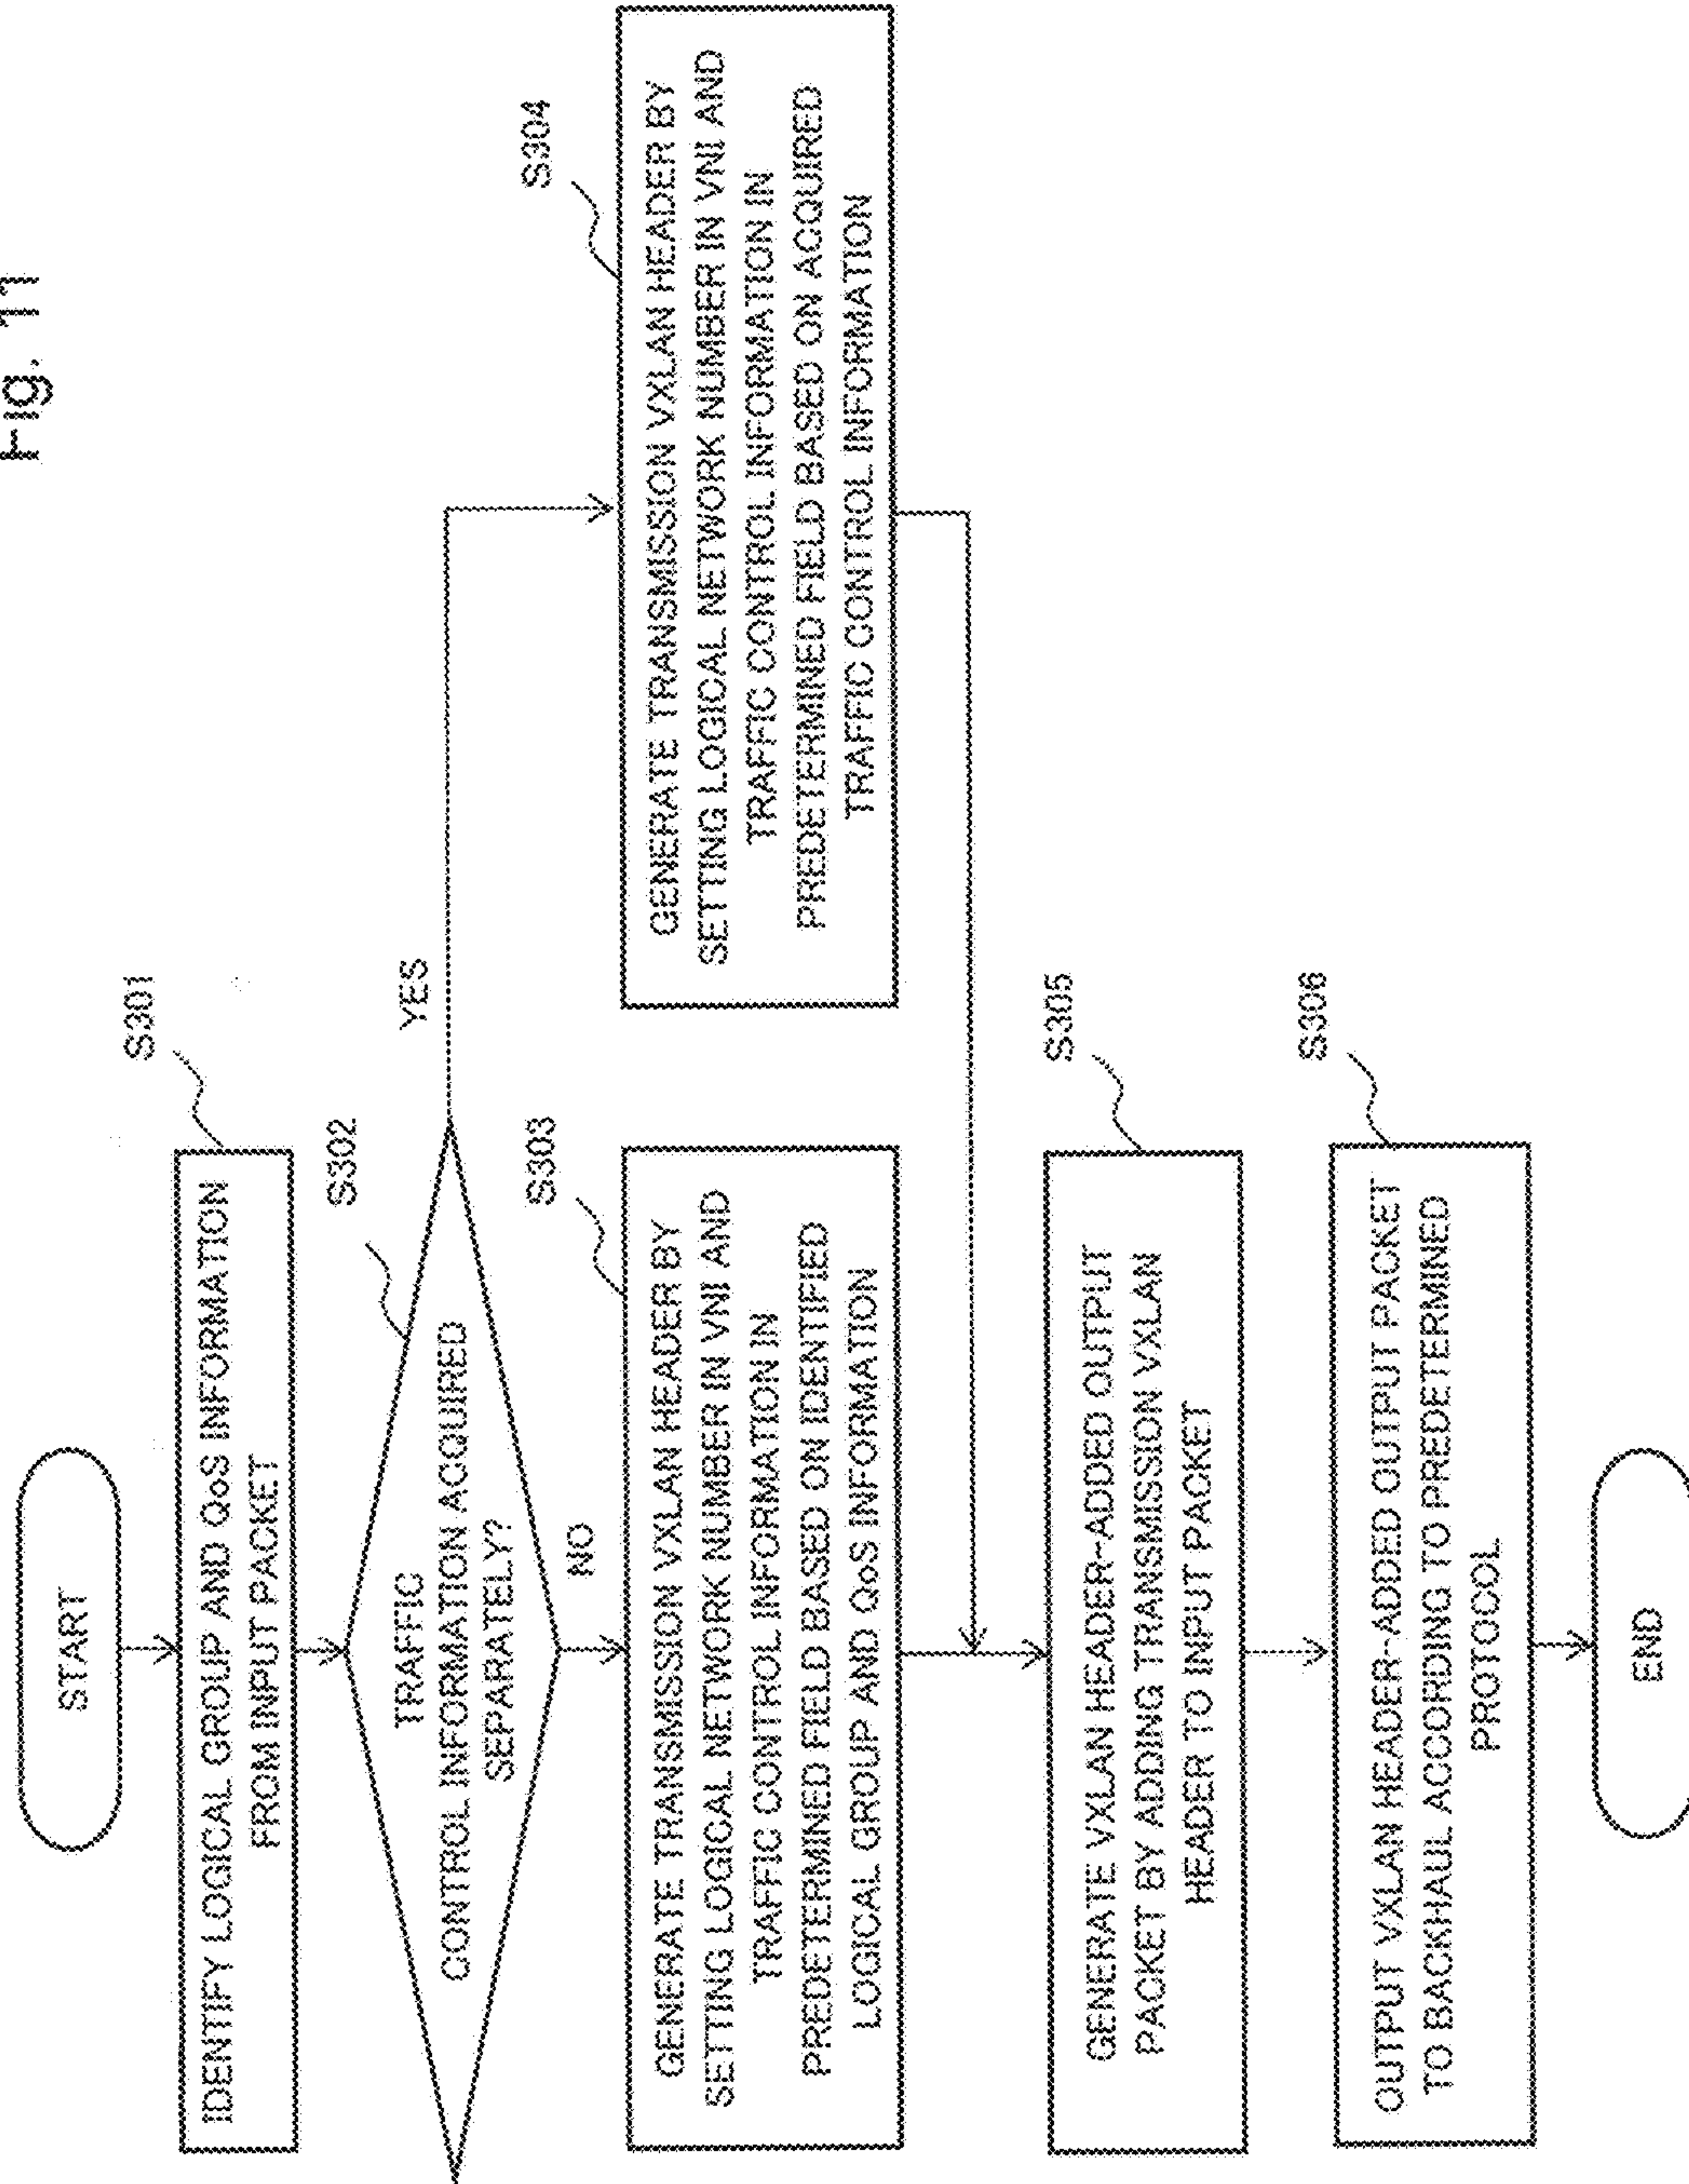 Fig. 11
START
S301
IDENTIFY LOGICAL GROUP AND QoS INFORMATION
FROM INPUT PACKET
S302
TRAFFIC
CONTROL INFORMATION ACQUIRED
SEPARATELY?
YES
NO
S303
GENERATE TRANSMISSION VXLAN HEADER BY
SETTING LOGICAL NETWORK NUMBER IN VNI AND
TRAFFIC CONTROL INFORMATION IN
PREDETERMINED FIELD BASED ON IDENTIFIED
LOGICAL GROUP AND QoS INFORMATION
S304
GENERATE TRANSMISSION VXLAN HEADER BY
SETTING LOGICAL NETWORK NUMBER IN VNI AND
TRAFFIC CONTROL INFORMATION IN
PREDETERMINED FIELD BASED ON ACQUIRED
TRAFFIC CONTROL INFORMATION
S305
GENERATE VXLAN HEADER-ADDED OUTPUT
PACKET BY ADDING TRANSMISSION VXLAN
HEADER TO INPUT PACKET
S306
OUTPUT VXLAN HEADER-ADDED OUTPUT PACKET
TO BACKHAUL ACCORDING TO PREDETERMINED
PROTOCOL
END